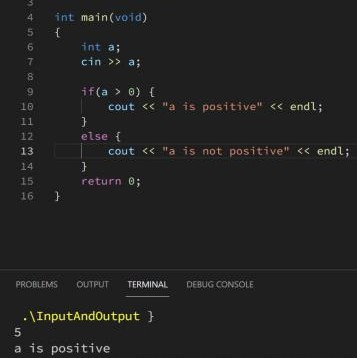 3
4 int main(void)
5 {
6 int a;
7 cin >> a;
8
9 if(a > 0) {
10 cout << "a is positive" << endl;
11 }
12 else {
13 cout << "a is not positive" << endl;
14 }
15 return 0;
16 }
PROBLEMS OUTPUT TERMINAL DEBUG CONSOLE
.\InputAndOutput }
5
a is positive